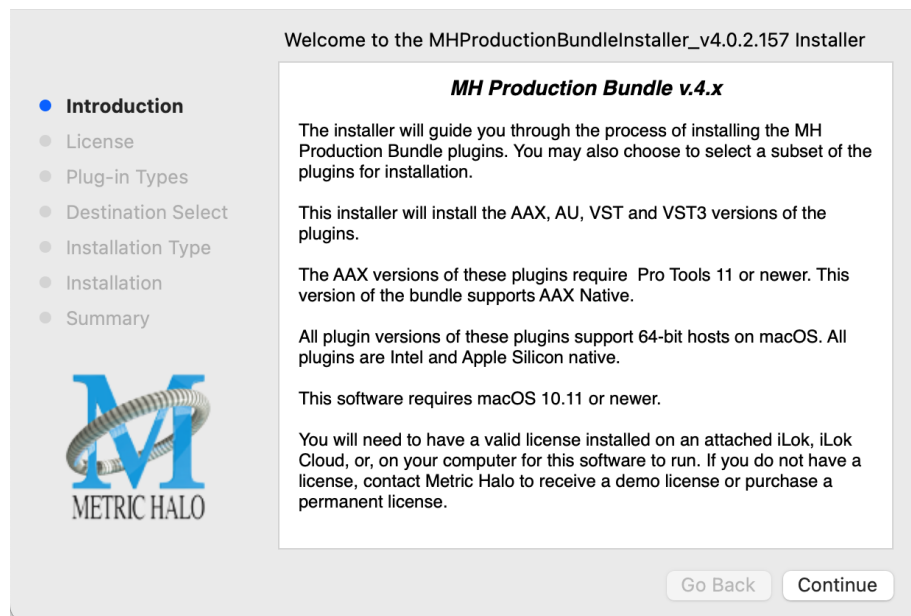 Welcome to the MHProductionBundleInstaller_v4.0.2.157 Installer
Introduction
License
Plug-in Types
Destination Select
Installation Type
Installation
Summary
METRIC HALO
MH Production Bundle v.4.x
The installer will guide you through the process of installing the MH
Production Bundle plugins. You may also choose to select a subset of the
plugins for installation.
This installer will install the AAX, AU, VST and VST3 versions of the
plugins.
The AAX versions of these plugins require  Pro Tools 11 or newer. This
version of the bundle supports AAX Native.
All plugin versions of these plugins support 64-bit hosts on macOS. All
plugins are Intel and Apple Silicon native.
This software requires macOS 10.11 or newer.
You will need to have a valid license installed on an attached iLok, iLok
Cloud, or, on your computer for this software to run. If you do not have a
license, contact Metric Halo to receive a demo license or purchase a
permanent license.
Go Back
Continue